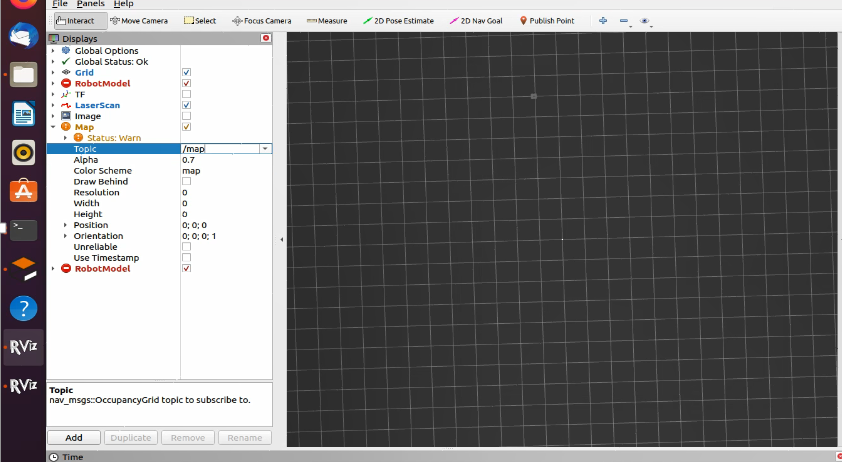 File Panels Help
Interact Move Camera Select Focus Camera Measure 2D Pose Estimate 2D Nav Goal Publish Point
Displays
Global Options
Global Status: Ok
Grid
RobotModel
TF
LaserScan
Image
Map
Status: Warn
Topic /map
Alpha 0.7
Color Scheme map
Draw Behind
Resolution 0
Width 0
Height 0
Position 0; 0; 0
Orientation 0; 0; 0; 1
Unreliable
Use Timestamp
RobotModel
Topic
nav_msgs::OccupancyGrid topic to subscribe to.
Add Duplicate Remove Rename
Time
RViz
RViz